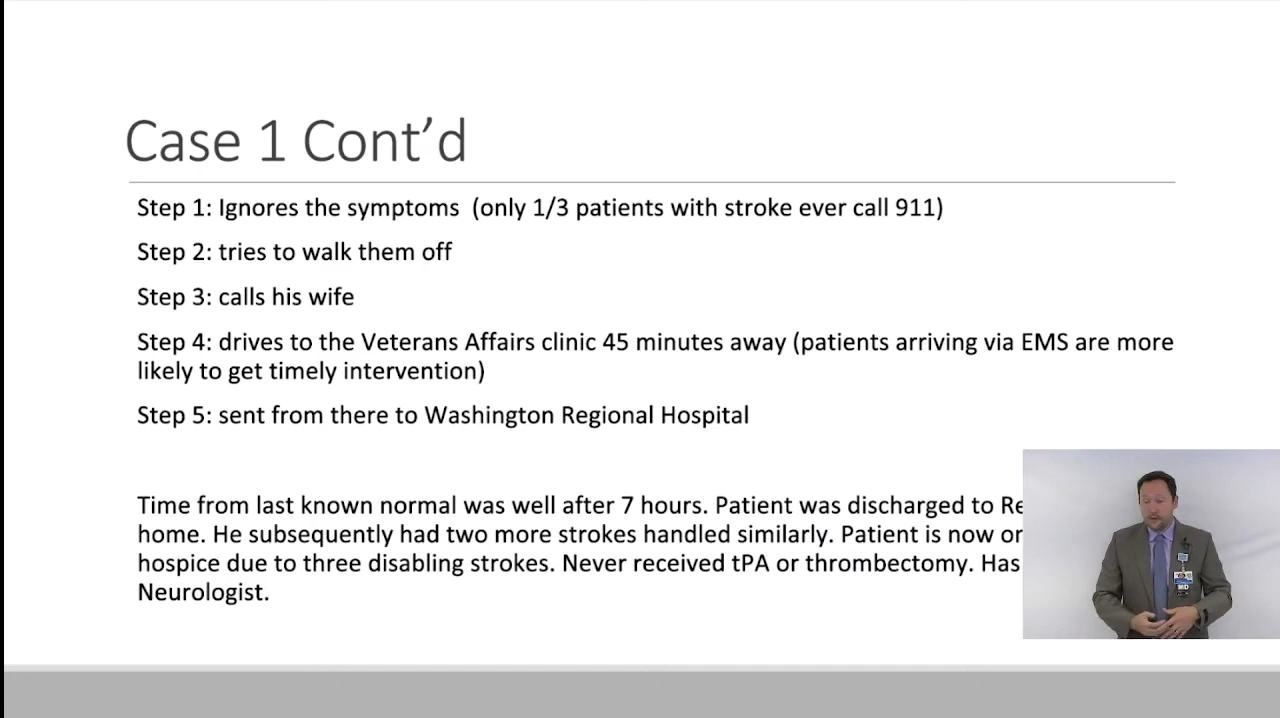 Case 1 Cont’d
Step 1: Ignores the symptoms  (only 1/3 patients with stroke ever call 911)
Step 2: tries to walk them off
Step 3: calls his wife
Step 4: drives to the Veterans Affairs clinic 45 minutes away (patients arriving via EMS are more
likely to get timely intervention)
Step 5: sent from there to Washington Regional Hospital
Time from last known normal was well after 7 hours. Patient was discharged to
home. He subsequently had two more strokes handled similarly. Patient is now
hospice due to three disabling strokes. Never received tPA or thrombectomy. Has
Neurologist.
MD